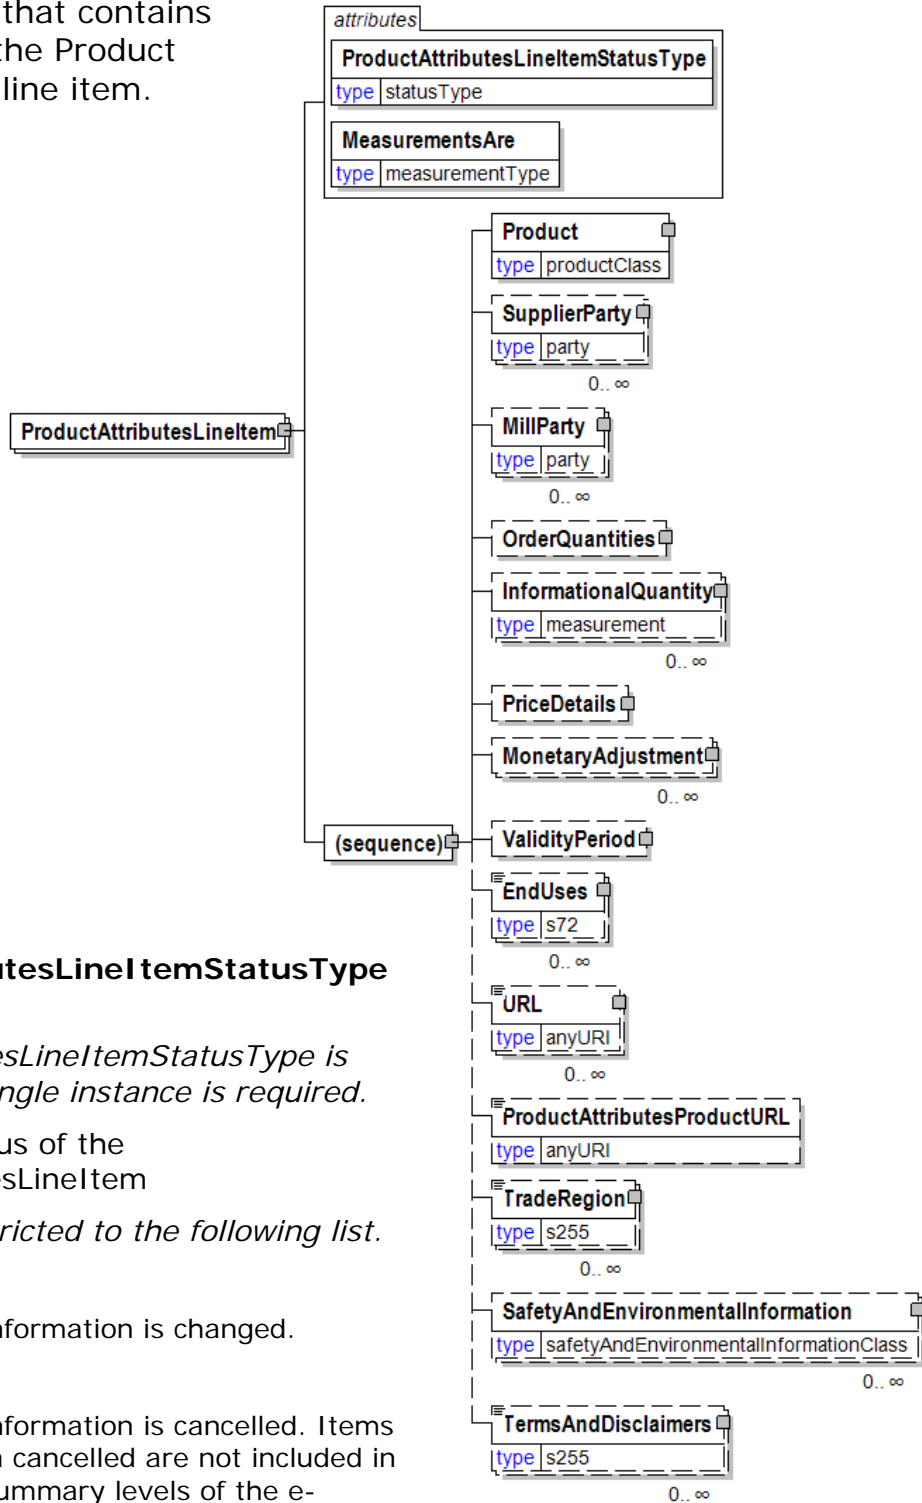 that contains
the Product
line item.
attributes
ProductAttributesLineItemStatusType
type statusType
MeasurementsAre
type measurementType
Product
type productClass
SupplierParty
type party
0.. ∞
ProductAttributesLineItem
MillParty
type party
0.. ∞
OrderQuantities
InformationalQuantity
type measurement
0.. ∞
PriceDetails
MonetaryAdjustment
0.. ∞
(sequence)
ValidityPeriod
EndUses
type s72
0.. ∞
URL
type anyURI
0.. ∞
ProductAttributesProductURL
type anyURI
TradeRegion
type s255
0.. ∞
SafetyAndEnvironmentalInformation
type safetyAndEnvironmentalInformationClass
0.. ∞
TermsAndDisclaimers
type s255
0.. ∞
utesLineItemStatusType
esLineItemStatusType is
ngle instance is required.
us of the
esLineItem
ricted to the following list.
nformation is changed.
nformation is cancelled. Items
n cancelled are not included in
ummary levels of the e-